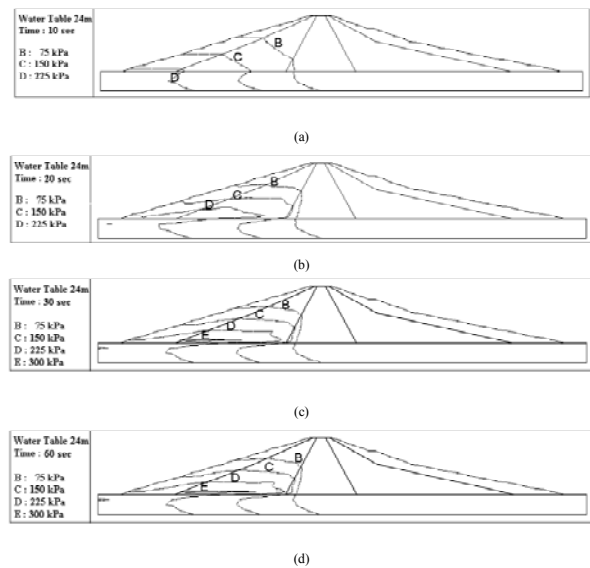 Water Table 24m
Time : 10 sec
B : 75 kPa
C : 150 kPa
D : 225 kPa
B
C
D
(a)
Water Table 24m
Time : 20 sec
B : 75 kPa
C : 150 kPa
D : 225 kPa
B
C
D
(b)
Water Table 24m
Time : 30 sec
B : 75 kPa
C : 150 kPa
D : 225 kPa
E : 300 kPa
B
C
D
E
(c)
Water Table 24m
Time : 60 sec
B : 75 kPa
C : 150 kPa
D : 225 kPa
E : 300 kPa
B
C
D
E
(d)